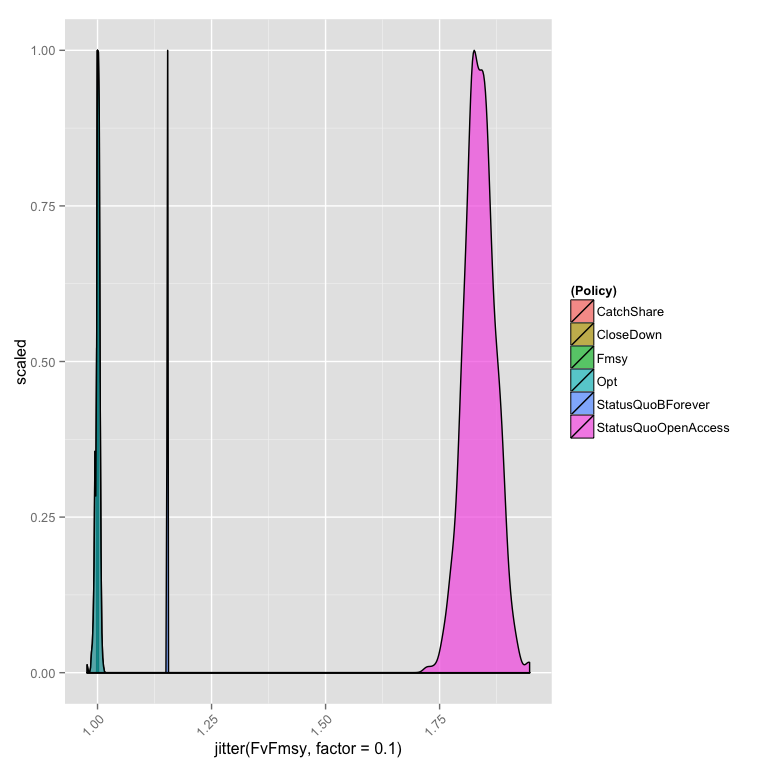 1.00
0.75
0.50
0.25
0.00
scaled
1.00
1.25
1.50
1.75
jitter(FvFmsy, factor = 0.1)
(Policy)
CatchShare
CloseDown
Fmsy
Opt
StatusQuoBForever
StatusQuoOpenAccess